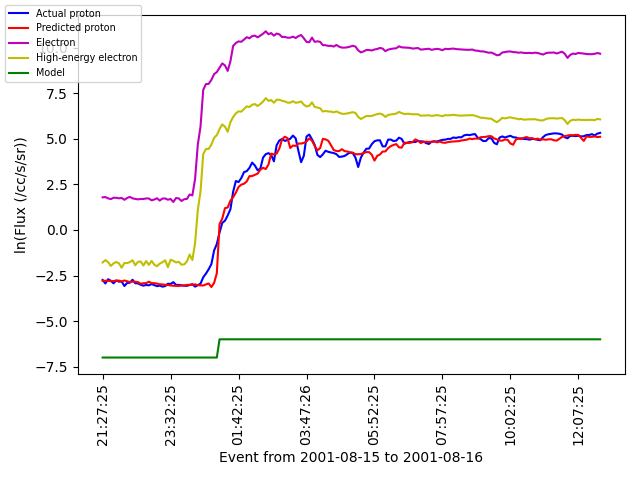 Actual proton
Predicted proton
Electron
High-energy electron
Model
10.0
7.5
5.0
2.5
0.0
−2.5
−5.0
−7.5
ln(Flux (/cc/s/sr))
21:27:25
23:32:25
01:42:25
03:47:26
05:52:25
07:57:25
10:02:25
12:07:25
Event from 2001-08-15 to 2001-08-16